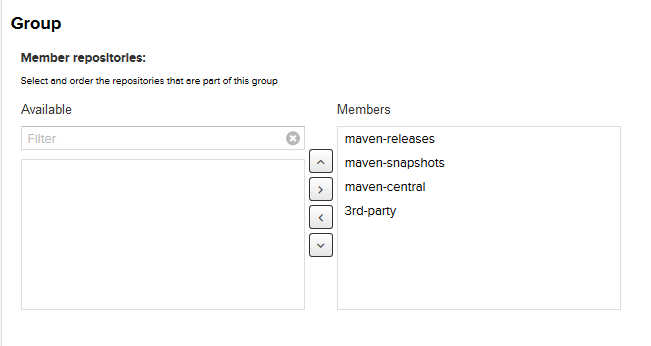 Group
Member repositories:
Select and order the repositories that are part of this group
Available
Members
Filter
maven-releases
maven-snapshots
maven-central
3rd-party